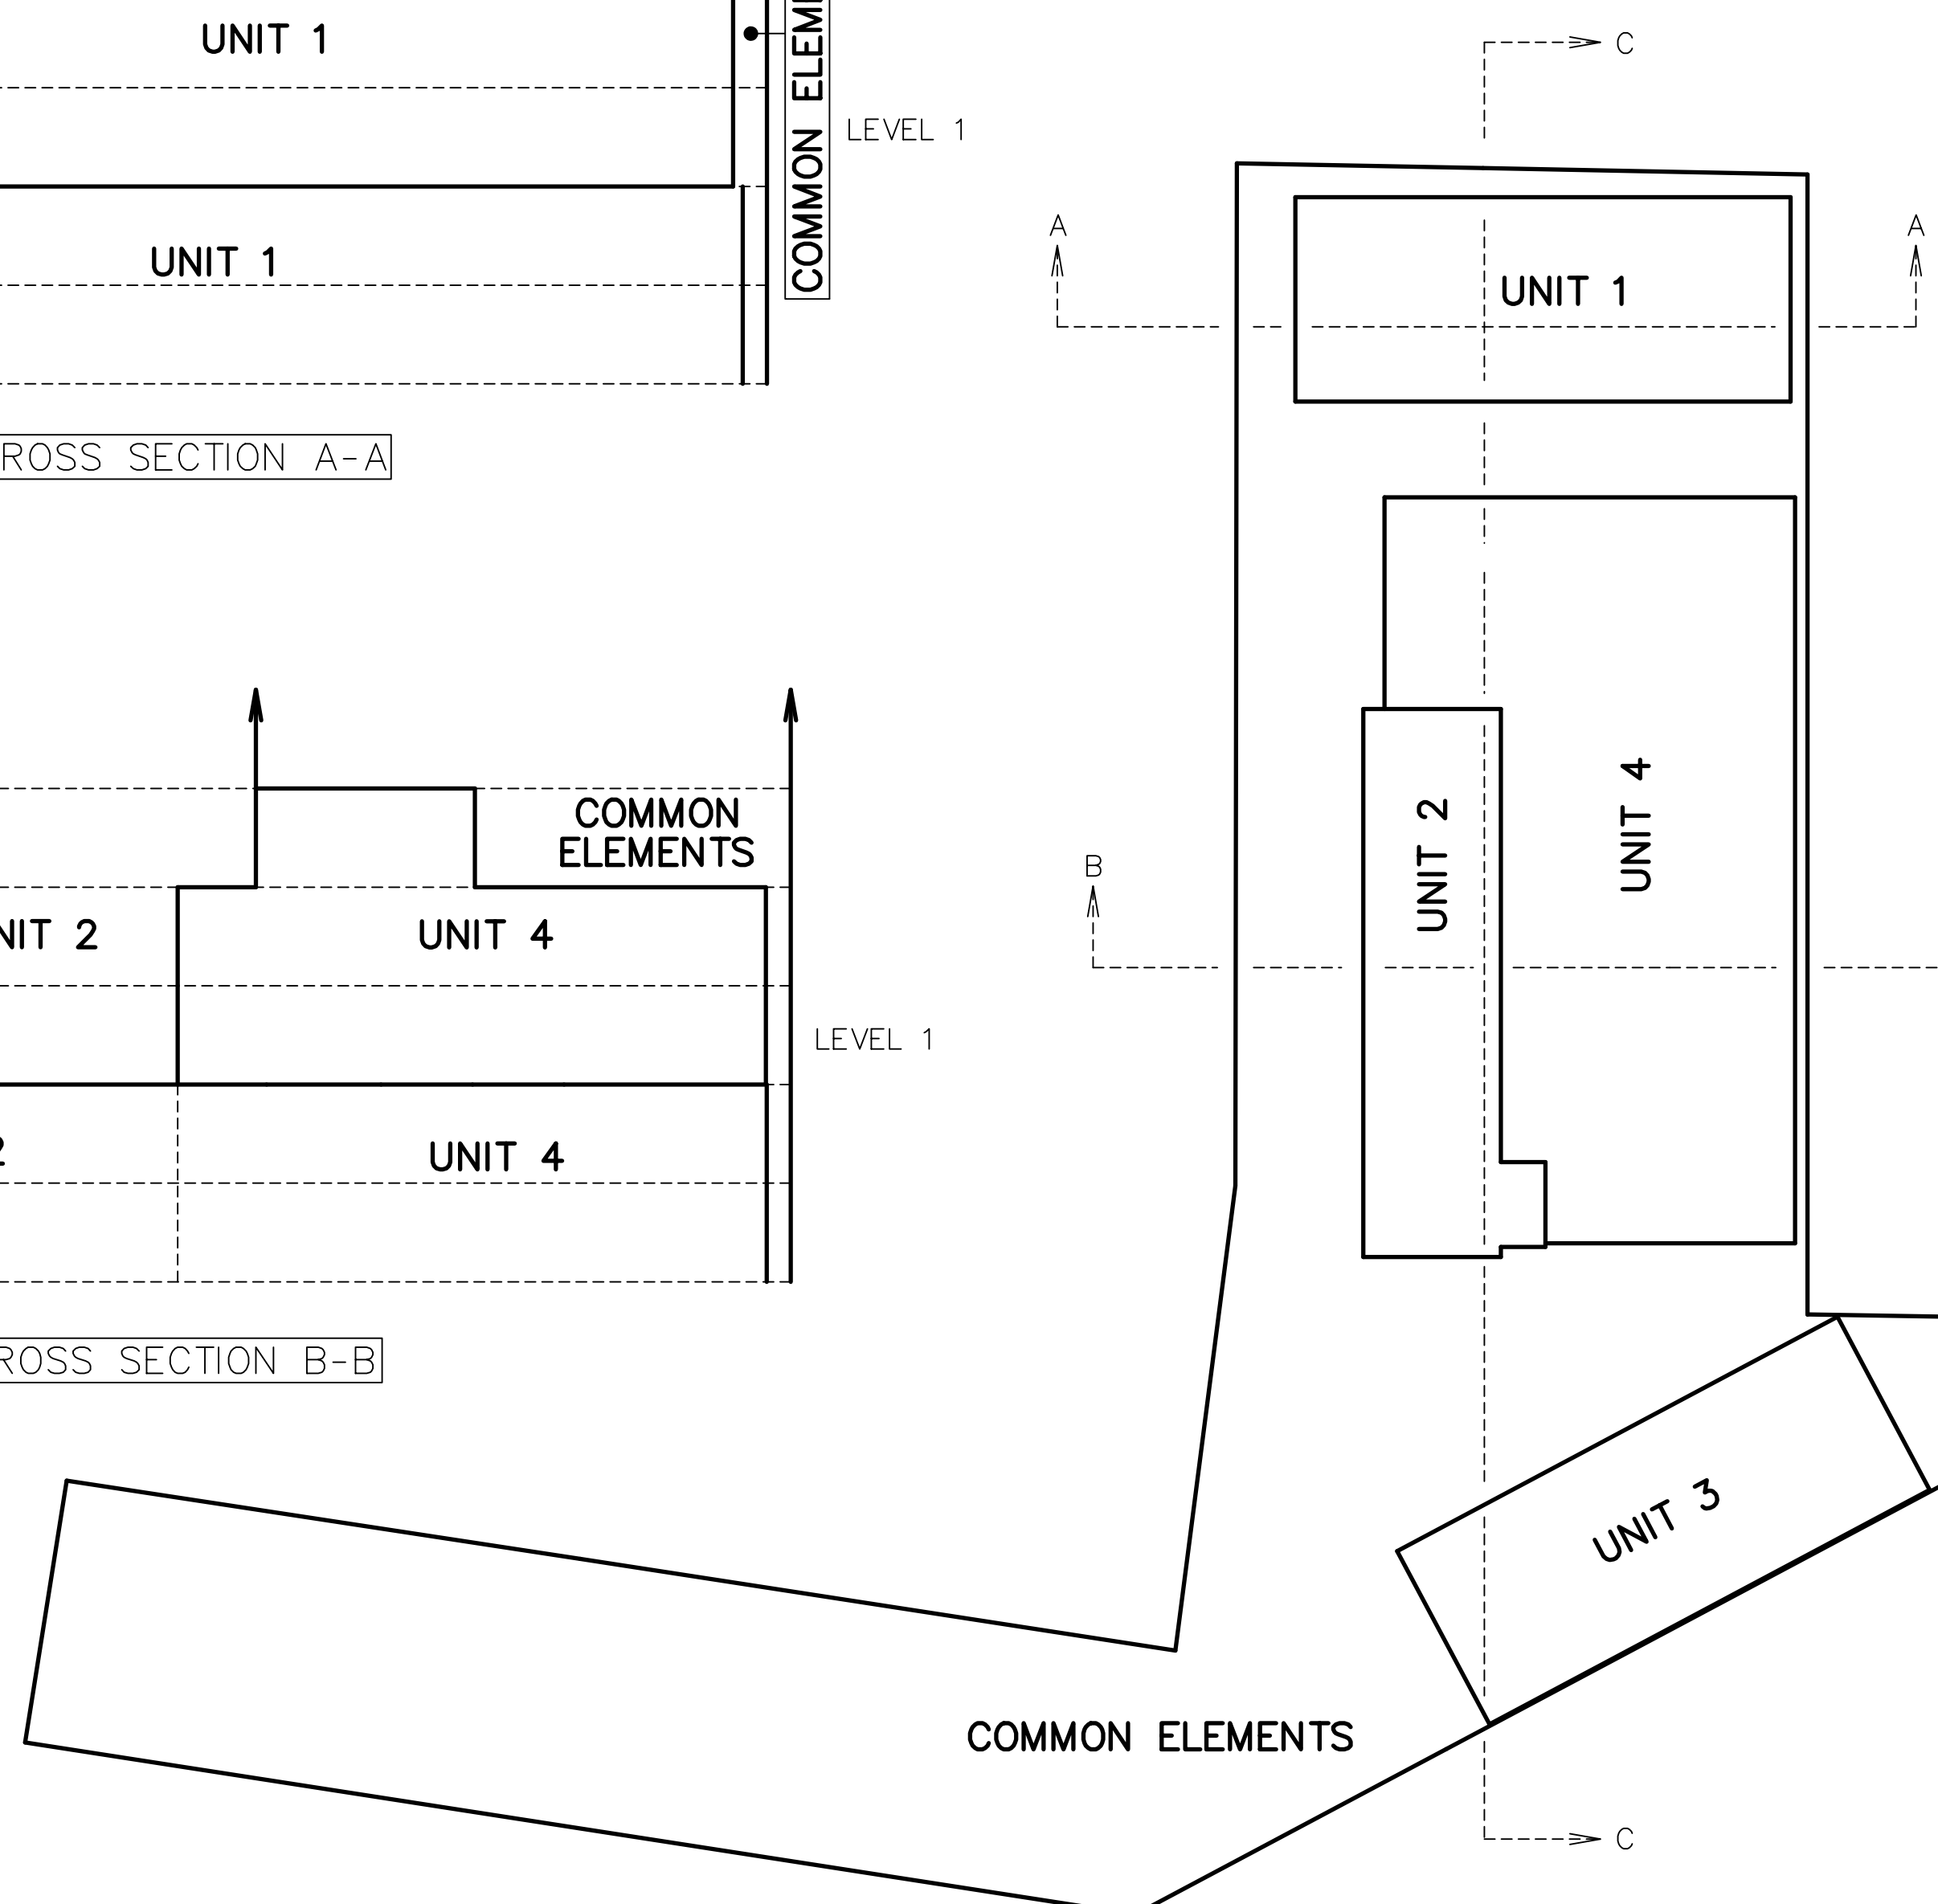 UNIT 1
COMMON ELEM
LEVEL 1
UNIT 1
ROSS SECTION A-A
COMMON
ELEMENTS
NIT 2
UNIT 4
LEVEL 1
2
UNIT 4
ROSS SECTION B-B
C
A
A
UNIT 1
UNIT 2
UNIT 4
B
UNIT 3
COMMON ELEMENTS
C